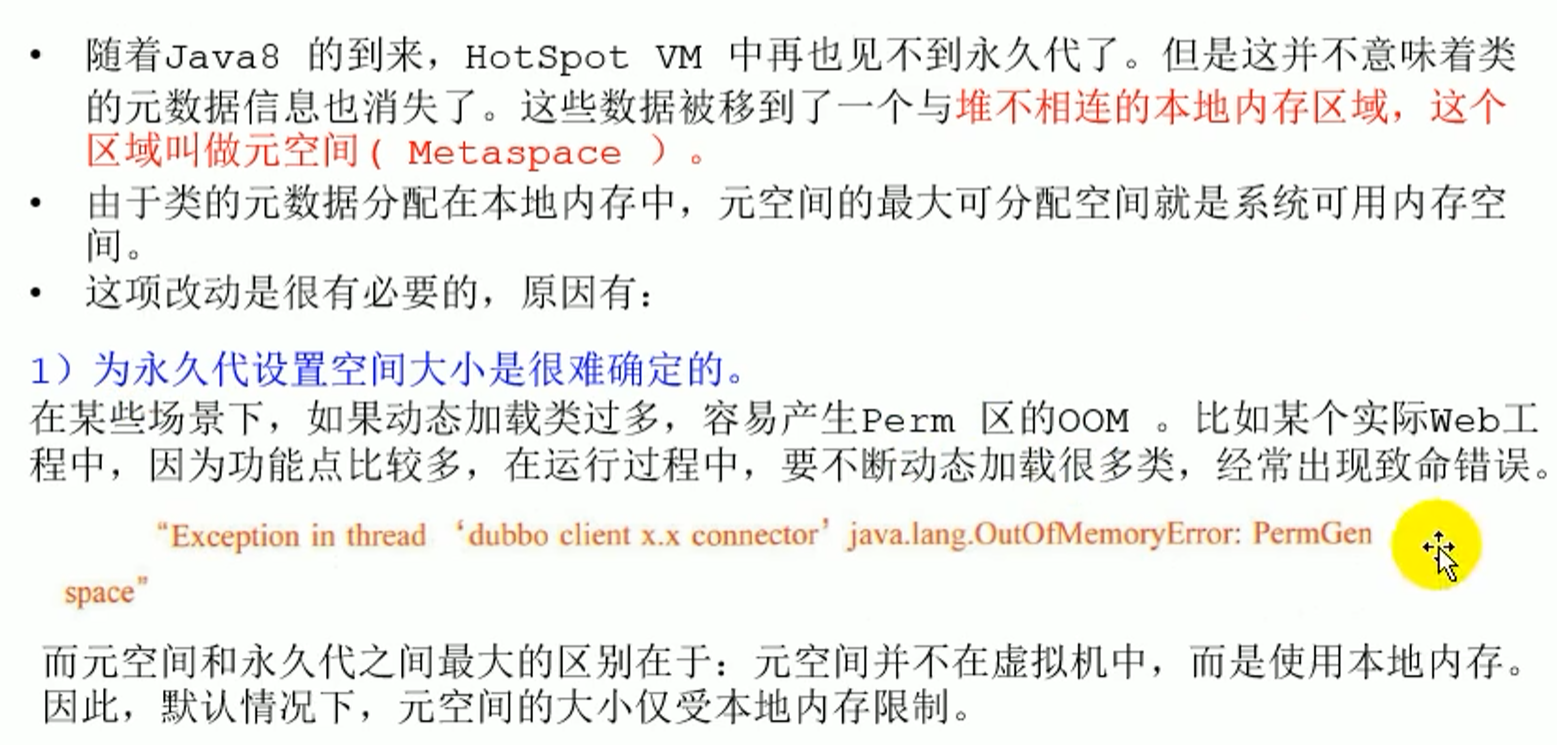 • 随着Java8 的到来，HotSpot VM 中再也见不到永久代了。但是这并不意味着类
的元数据信息也消失了。这些数据被移到了一个与堆不相连的本地内存区域，这个
区域叫做元空间( Metaspace ）。
• 由于类的元数据分配在本地内存中，元空间的最大可分配空间就是系统可用内存空
间。
• 这项改动是很有必要的，原因有：
1）为永久代设置空间大小是很难确定的。
在某些场景下，如果动态加载类过多，容易产生Perm 区的OOM 。比如某个实际Web工
程中，因为功能点比较多，在运行过程中，要不断动态加载很多类，经常出现致命错误。
“Exception in thread ‘dubbo client x.x connector’ java.lang.OutOfMemoryError: PermGen
space”
而元空间和永久代之间最大的区别在于：元空间并不在虚拟机中，而是使用本地内存。
因此，默认情况下，元空间的大小仅受本地内存限制。